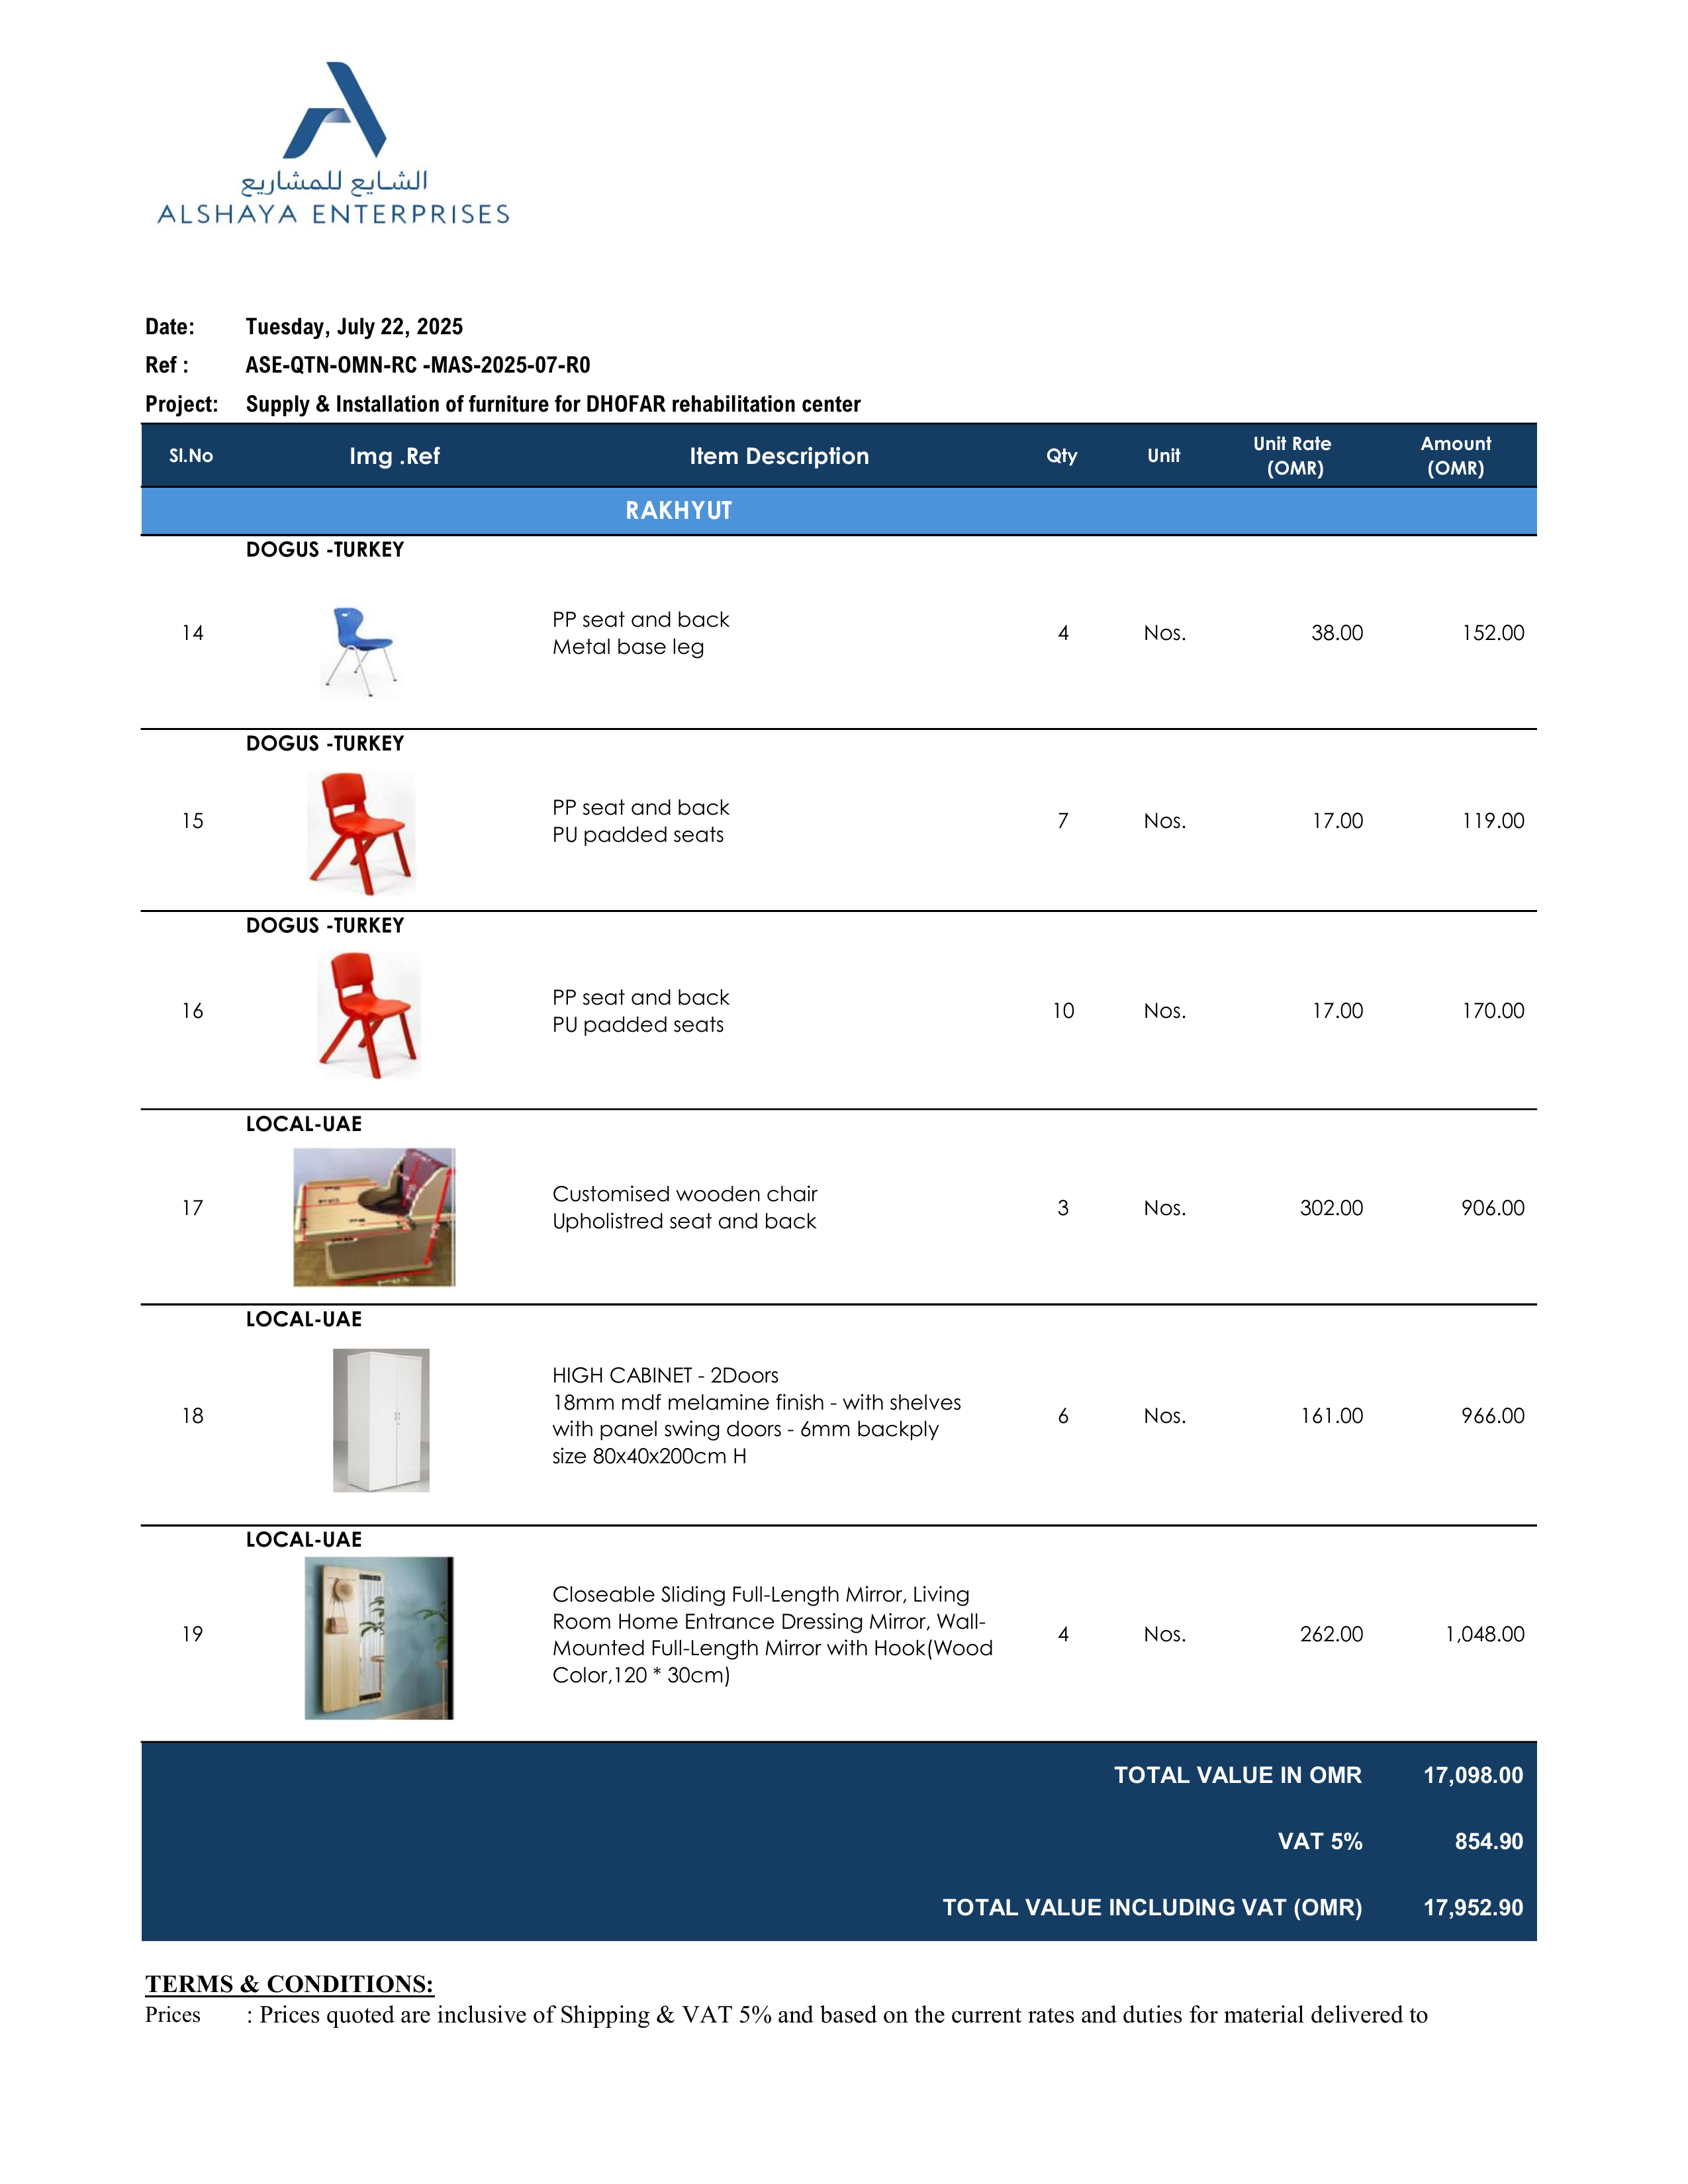 الشايع للمشاريع
ALSHAYA ENTERPRISES
Date: Tuesday, July 22, 2025
Ref : ASE-QTN-OMN-RC -MAS-2025-07-R0
Project: Supply & Installation of furniture for DHOFAR rehabilitation center
Sl.No Img .Ref Item Description Qty Unit Unit Rate (OMR) Amount (OMR)
RAKHYUT
DOGUS -TURKEY
14 PP seat and back 4 Nos. 38.00 152.00
Metal base leg
DOGUS -TURKEY
15 PP seat and back 7 Nos. 17.00 119.00
PU padded seats
DOGUS -TURKEY
16 PP seat and back 10 Nos. 17.00 170.00
PU padded seats
LOCAL-UAE
17 Customised wooden chair 3 Nos. 302.00 906.00
Upholistred seat and back
LOCAL-UAE
18 HIGH CABINET - 2Doors 6 Nos. 161.00 966.00
18mm mdf melamine finish - with shelves
with panel swing doors - 6mm backply
size 80x40x200cm H
LOCAL-UAE
19 Closeable Sliding Full-Length Mirror, Living 4 Nos. 262.00 1,048.00
Room Home Entrance Dressing Mirror, Wall-
Mounted Full-Length Mirror with Hook(Wood
Color,120 * 30cm)
TOTAL VALUE IN OMR 17,098.00
VAT 5% 854.90
TOTAL VALUE INCLUDING VAT (OMR) 17,952.90
TERMS & CONDITIONS:
Prices : Prices quoted are inclusive of Shipping & VAT 5% and based on the current rates and duties for material delivered to